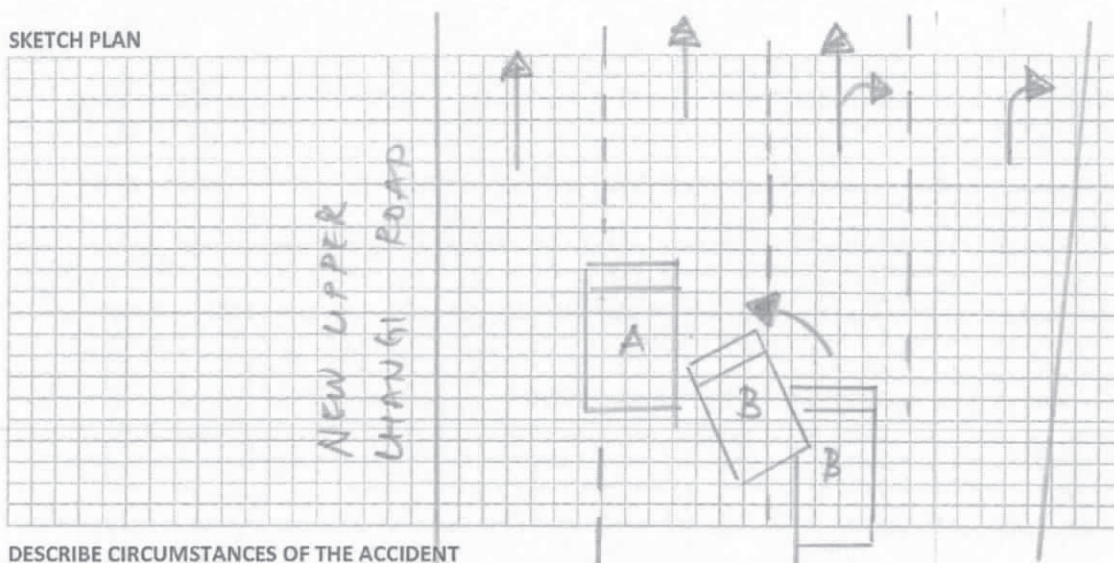 SKETCH PLAN
NEW UPPER
CHANGI ROAD
A
B
B
DESCRIBE CIRCUMSTANCES OF THE ACCIDENT